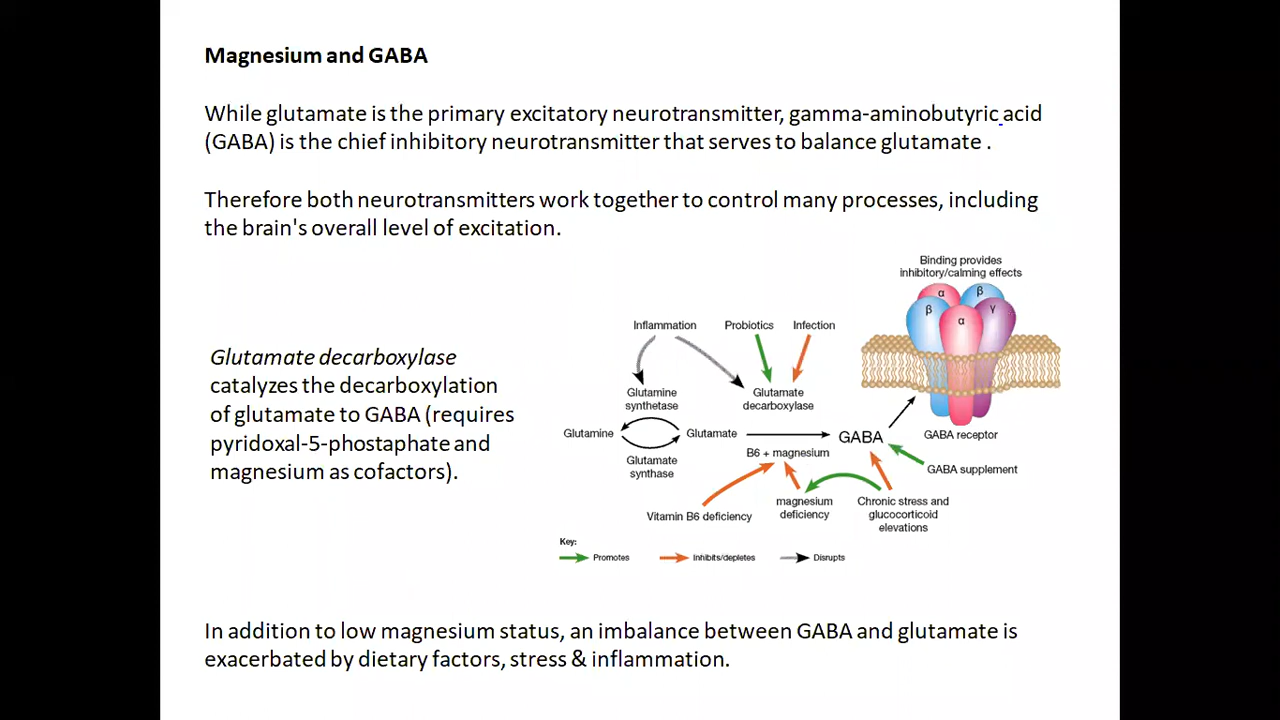 Magnesium and GABA
While glutamate is the primary excitatory neurotransmitter, gamma-aminobutyric acid
(GABA) is the chief inhibitory neurotransmitter that serves to balance glutamate .
Therefore both neurotransmitters work together to control many processes, including
the brain's overall level of excitation.
Glutamate decarboxylase
catalyzes the decarboxylation
of glutamate to GABA (requires
pyridoxal-5-phostaphate and
magnesium as cofactors).
Binding provides
inhibitory/calming effects
α
β
β
α
γ
Inflammation
Probiotics
Infection
Glutamine
synthetase
Glutamate
decarboxylase
Glutamine
Glutamate
GABA
GABA receptor
B6 + magnesium
Glutamate
synthase
GABA supplement
Vitamin B6 deficiency
magnesium
deficiency
Chronic stress and
glucocorticoid
elevations
Key:
Promotes
Inhibits/depletes
Disrupts
In addition to low magnesium status, an imbalance between GABA and glutamate is
exacerbated by dietary factors, stress & inflammation.